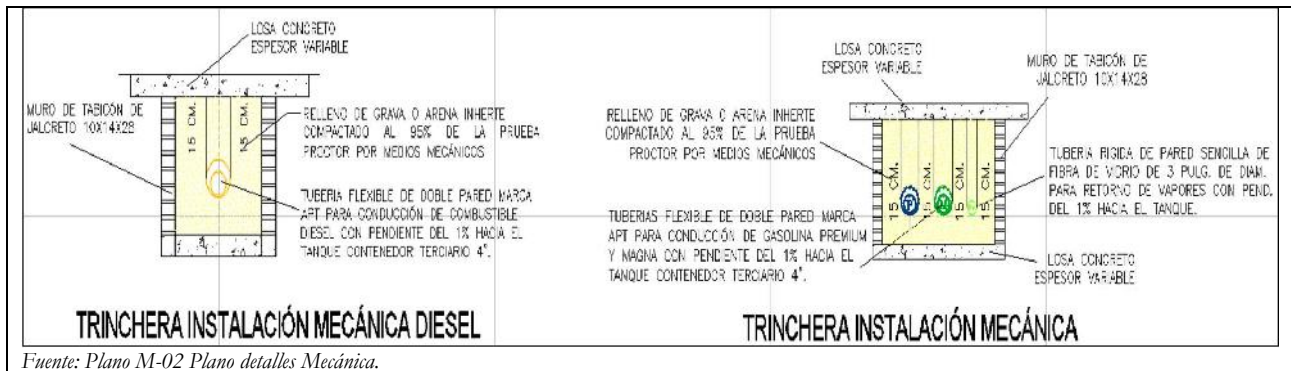 LOSA CONCRETO
ESPESOR VARIABLE
MURO DE TABICÓN DE
JALCRETO 10X14X28
15 CM.
15 CM.
RELLENO DE GRAVA O ARENA INHERTE
COMPACTADO AL 95% DE LA PRUEBA
PROCTOR POR MEDIOS MECÁNICOS
TUBERIA FLEXIBLE DE DOBLE PARED MARCA
APT PARA CONDUCCIÓN DE COMBUSTIBLE
DIESEL CON PENDIENTE DEL 1% HACIA EL
TANQUE CONTENEDOR TERCIARIO 4".
TRINCHERA INSTALACIÓN MECÁNICA DIESEL
LOSA CONCRETO
ESPESOR VARIABLE
MURO DE TABICÓN DE
JALCRETO 10X14X28
RELLENO DE GRAVA O ARENA INHERTE
COMPACTADO AL 95% DE LA PRUEBA
PROCTOR POR MEDIOS MECÁNICOS
15 CM.
15 CM.
15 CM.
15 CM.
TUBERIA RIGIDA DE PARED SENCILLA DE
FIBRA DE VIDRIO DE 3 PULG. DE DIAM.
PARA RETORNO DE VAPORES CON PEND.
DEL 1% HACIA EL TANQUE.
TUBERIAS FLEXIBLE DE DOBLE PARED MARCA
APT PARA CONDUCCIÓN DE GASOLINA PREMIUM
Y MAGNA CON PENDIENTE DEL 1% HACIA EL
TANQUE CONTENEDOR TERCIARIO 4".
LOSA CONCRETO
ESPESOR VARIABLE
TRINCHERA INSTALACIÓN MECÁNICA
Fuente: Plano M-02 Plano detalles Mecánica.